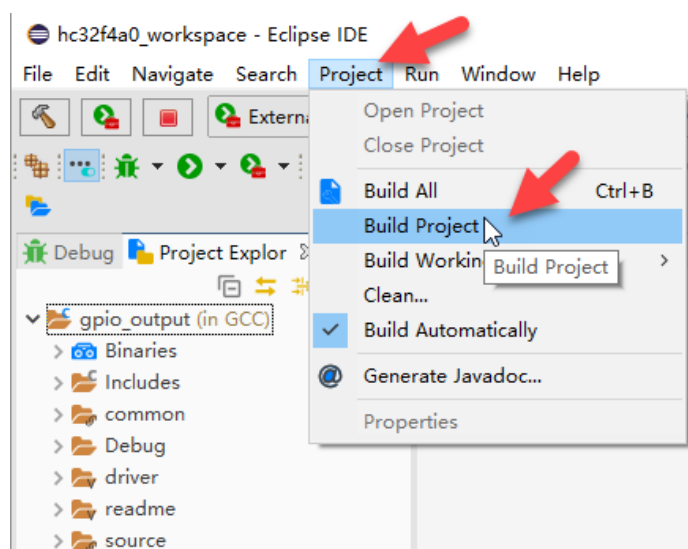 hc32f4a0_workspace - Eclipse IDE
File Edit Navigate Search Project Run Window Help
Externa
Open Project
Close Project
Build All Ctrl+B
Build Project
Debug Project Explor
Build Workin
Build Project
Clean...
gpio_output (in GCC)
Build Automatically
Binaries
Includes
Generate Javadoc...
common
Properties
Debug
driver
readme
source